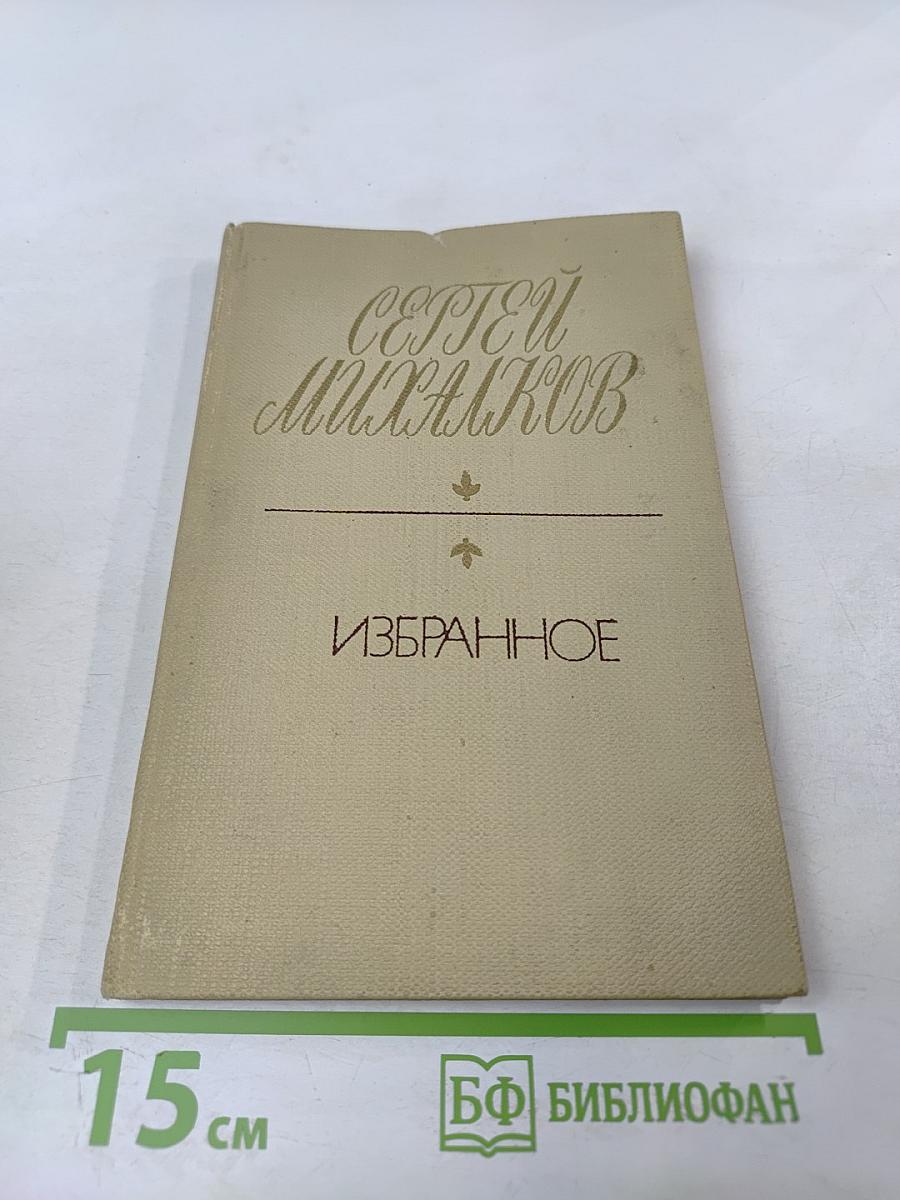 СЕРГЕЙ
МИХАЛКОВ
ИЗБРАННОЕ
15 см
БФ БИБЛИОФАН